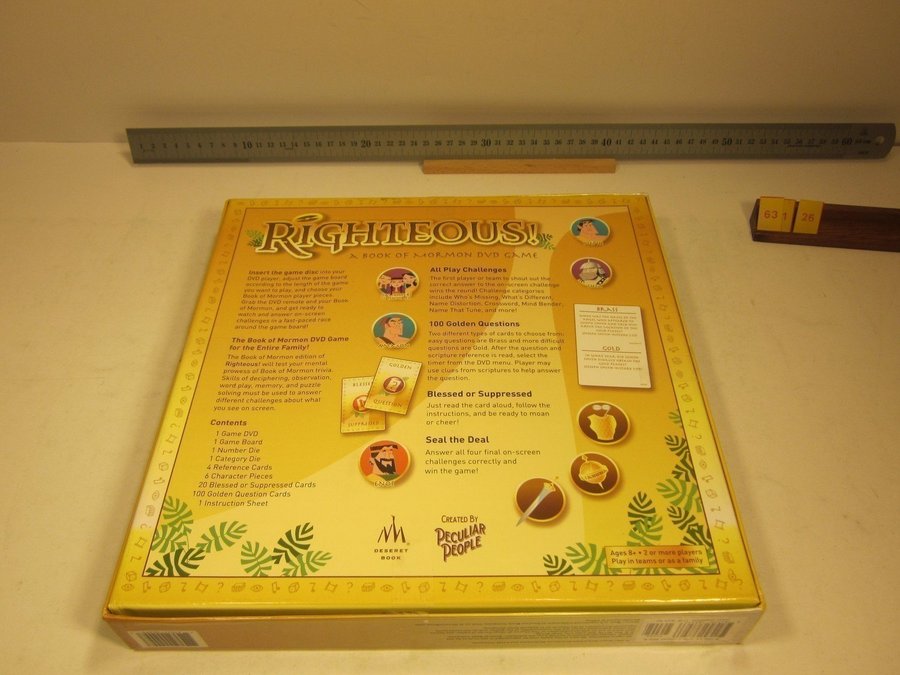 10 20 30 40 50 60
63 1 26
RIGHTEOUS!
A BOOK OF MORMON DVD GAME
Insert the game disc into your
DVD player, adjust the game board
according to the length of the game
you want to play, and choose your
Book of Mormon player pieces.
Grab the DVD remote and your Book
of Mormon, and get ready to
watch and answer on-screen
challenges in a fast-paced race
around the game board!
The Book of Mormon DVD Game
for the Entire Family!
The Book of Mormon edition of
Righteous! will test your mental
prowess of Book of Mormon trivia.
Skills of deciphering, observation,
word play, memory, and puzzle
solving must be used to answer
different challenges about what
you see on screen.
Contents
1 Game DVD
1 Game Board
1 Number Die
1 Category Die
4 Reference Cards
6 Character Pieces
20 Blessed or Suppressed Cards
100 Golden Question Cards
1 Instruction Sheet
All Play Challenges
The first player or team to shout out the
correct answer to the on-screen challenge
wins the round! Challenge categories
include Who's Missing, What's Different,
Name Distortion, Crossword, Mind Bender,
Name That Tune, and more!
100 Golden Questions
Two different types of cards to choose from:
easy questions are Brass and more difficult
questions are Gold. After the question and
scripture reference is read, select the
timer from the DVD menu. Player may
use clues from scriptures to help answer
the question.
Blessed or Suppressed
Just read the card aloud, follow the
instructions, and be ready to moan
or cheer!
Seal the Deal
Answer all four final on-screen
challenges correctly and
win the game!
BLESSED
SUPPRESSED
GOLDEN
QUESTION
BRASS
GOLD
DESERET
BOOK
CREATED BY
PECULIAR
PEOPLE
Ages 8+ • 2 or more players
Play in teams or as a family